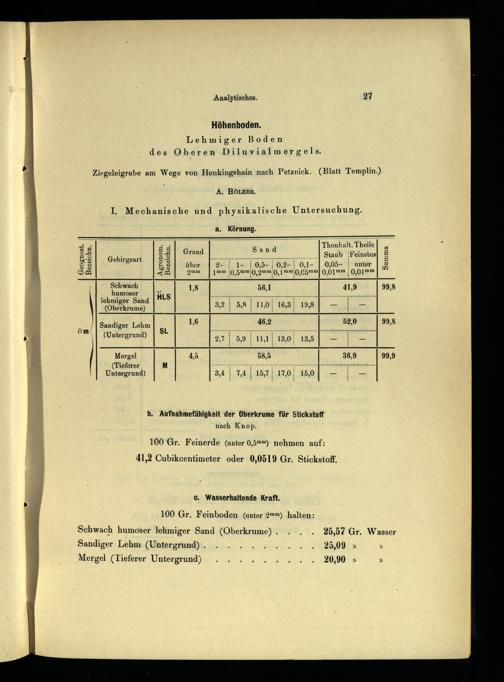 Analytisches. 27
Höhenboden.
Lehmiger Boden
des Oberen Diluvialmergels.
Ziegeleigrube am Wege von Henkingshain nach Petznick. (Blatt Templin.)
A. HÖLZER.
I. Mechanische und physikalische Untersuchung.
a. Körnung.
Geognost. Bezeichn. Gebirgsart Agronom. Bezeichn. Grand über 2mm Sand Thonhalt. Theile Summa
Staub Feinstes
2– 1mm 1– 0,5mm 0,5– 0,2mm 0,2– 0,1mm 0,1– 0,05mm 0,05– 0,01mm unter 0,01mm
∂m
Schwach humoser lehmiger Sand (Oberkrume) HLS 1,8 56,1 41,9 99,8
3,2 5,8 11,0 16,3 19,8 — —
Sandiger Lehm (Untergrund) SL 1,6 46,2 52,0 99,8
2,7 5,9 11,1 13,0 13,5 — —
Mergel (Tieferer Untergrund) M 4,5 58,5 36,9 99,9
3,4 7,4 15,7 17,0 15,0 — —
b. Aufnahmefähigkeit der Oberkrume für Stickstoff
nach Knop.
100 Gr. Feinerde (unter 0,5mm) nehmen auf:
41,2 Cubikcentimeter oder 0,0519 Gr. Stickstoff.
c. Wasserhaltende Kraft.
100 Gr. Feinboden (unter 2mm) halten:
Schwach humoser lehmiger Sand (Oberkrume) . . . . 25,57 Gr. Wasser
Sandiger Lehm (Untergrund) . . . . . . . . . . 25,09 » »
Mergel (Tieferer Untergrund) . . . . . . . . . 20,90 » »